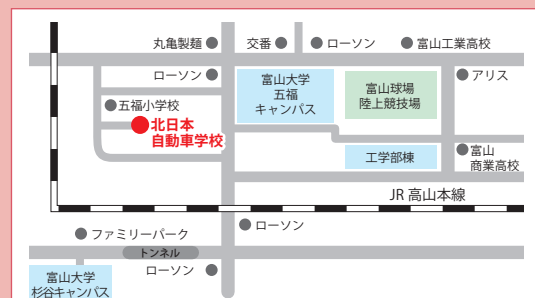 丸亀製麺
交番
ローソン
富山工業高校
ローソン
富山大学
五福
キャンパス
富山球場
陸上競技場
アリス
五福小学校
北日本
自動車学校
工学部棟
富山
商業高校
JR 高山本線
ローソン
ファミリーパーク
トンネル
ローソン
富山大学
杉谷キャンパス